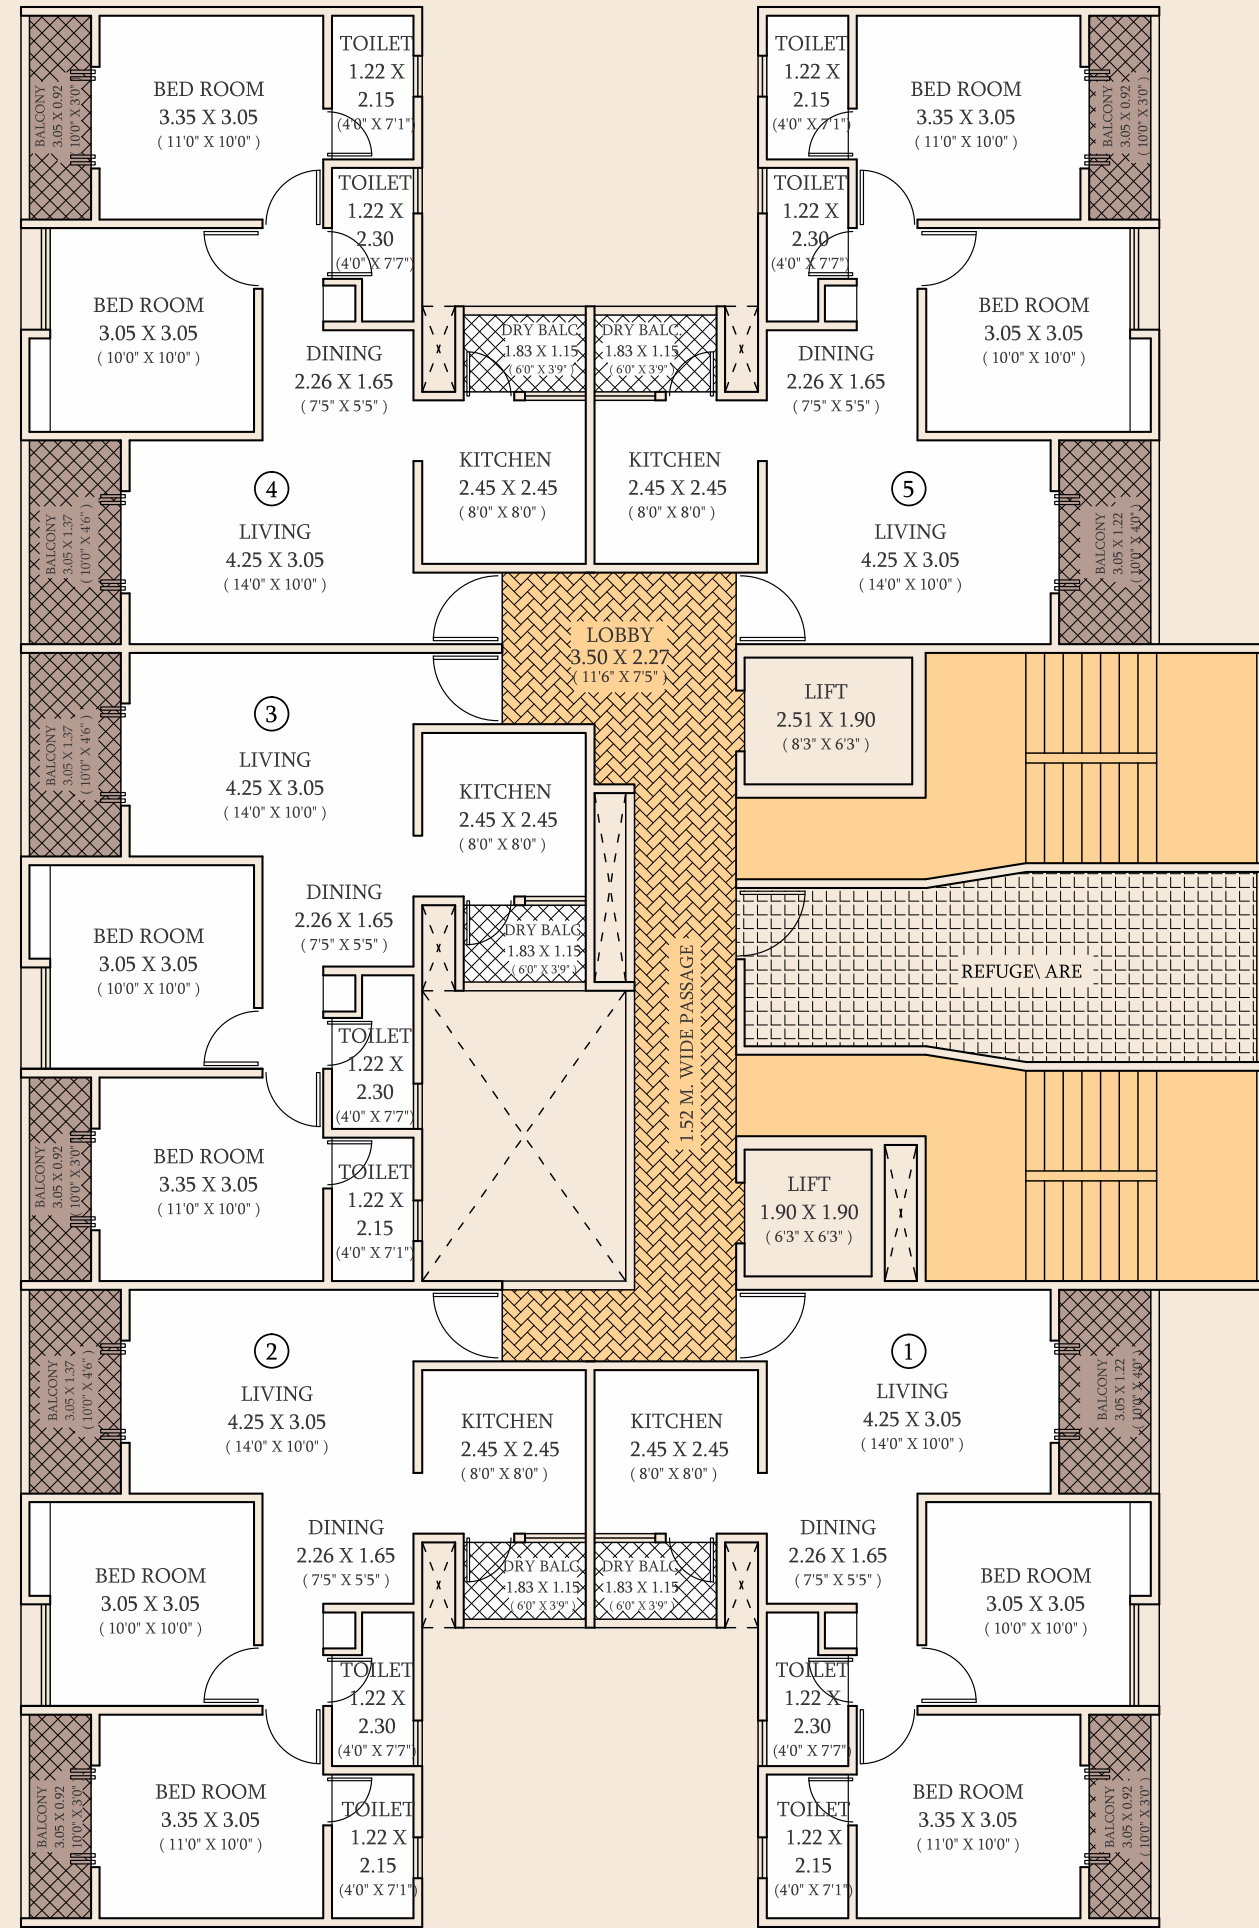 BALCONY
3.05 X 0.92
10'0" X 3'0"
BED ROOM
3.35 X 3.05
( 11'0" X 10'0" )
TOILET
1.22 X
2.15
(4'0" X 7'1")
TOILET
1.22 X
2.30
(4'0" X 7'7")
BED ROOM
3.05 X 3.05
( 10'0" X 10'0" )
DINING
2.26 X 1.65
( 7'5" X 5'5" )
DRY BALC.
1.83 X 1.15
( 6'0" X 3'9" )
KITCHEN
2.45 X 2.45
( 8'0" X 8'0" )
4
LIVING
4.25 X 3.05
( 14'0" X 10'0" )
BALCONY
3.05 X 1.37
( 10'0" X 4'6" )
TOILET
1.22 X
2.15
(4'0" X 7'1")
BED ROOM
3.35 X 3.05
( 11'0" X 10'0" )
BALCONY
3.05 X 0.92
( 10'0" X 3'0" )
TOILET
1.22 X
2.30
(4'0" X 7'7")
BED ROOM
3.05 X 3.05
( 10'0" X 10'0" )
DRY BALC.
1.83 X 1.15
( 6'0" X 3'9" )
DINING
2.26 X 1.65
( 7'5" X 5'5" )
KITCHEN
2.45 X 2.45
( 8'0" X 8'0" )
5
LIVING
4.25 X 3.05
( 14'0" X 10'0" )
BALCONY
3.05 X 1.22
( 10'0" X 4'0" )
LOBBY
3.50 X 2.27
( 11'6" X 7'5" )
LIFT
2.51 X 1.90
( 8'3" X 6'3" )
BALCONY
3.05 X 1.37
( 10'0" X 4'6" )
3
LIVING
4.25 X 3.05
( 14'0" X 10'0" )
KITCHEN
2.45 X 2.45
( 8'0" X 8'0" )
DINING
2.26 X 1.65
( 7'5" X 5'5" )
DRY BALC
1.83 X 1.15
( 6'0" X 3'9" )
BED ROOM
3.05 X 3.05
( 10'0" X 10'0" )
TOILET
1.22 X
2.30
(4'0" X 7'7")
BALCONY
3.05 X 0.92
( 10'0" X 3'0"
BED ROOM
3.35 X 3.05
( 11'0" X 10'0" )
TOILET
1.22 X
2.15
(4'0" X 7'1")
1.52 M. WIDE PASSAGE
REFUGE\ ARE
LIFT
1.90 X 1.90
( 6'3" X 6'3" )
BALCONY
3.05 X 1.37
( 10'0" X 4'6" )
2
LIVING
4.25 X 3.05
( 14'0" X 10'0" )
KITCHEN
2.45 X 2.45
( 8'0" X 8'0" )
DINING
2.26 X 1.65
( 7'5" X 5'5" )
DRY BALC
1.83 X 1.15
( 6'0" X 3'9" )
BED ROOM
3.05 X 3.05
( 10'0" X 10'0" )
TOILET
1.22 X
2.30
(4'0" X 7'7")
BALCONY
3.05 X 0.92
10'0" X 3'0"
BED ROOM
3.35 X 3.05
( 11'0" X 10'0" )
TOILET
1.22 X
2.15
(4'0" X 7'1")
1
LIVING
4.25 X 3.05
( 14'0" X 10'0" )
BALCONY
3.05 X 1.22
( 10'0" X 4'0" )
KITCHEN
2.45 X 2.45
( 8'0" X 8'0" )
DRY BALC.
1.83 X 1.15
( 6'0" X 3'9" )
DINING
2.26 X 1.65
( 7'5" X 5'5" )
BED ROOM
3.05 X 3.05
( 10'0" X 10'0" )
TOILET
1.22 X
2.30
(4'0" X 7'7")
TOILET
1.22 X
2.15
(4'0" X 7'1")
BED ROOM
3.35 X 3.05
( 11'0" X 10'0" )
BALCONY
3.05 X 0.92
( 10'0" X 3'0" )